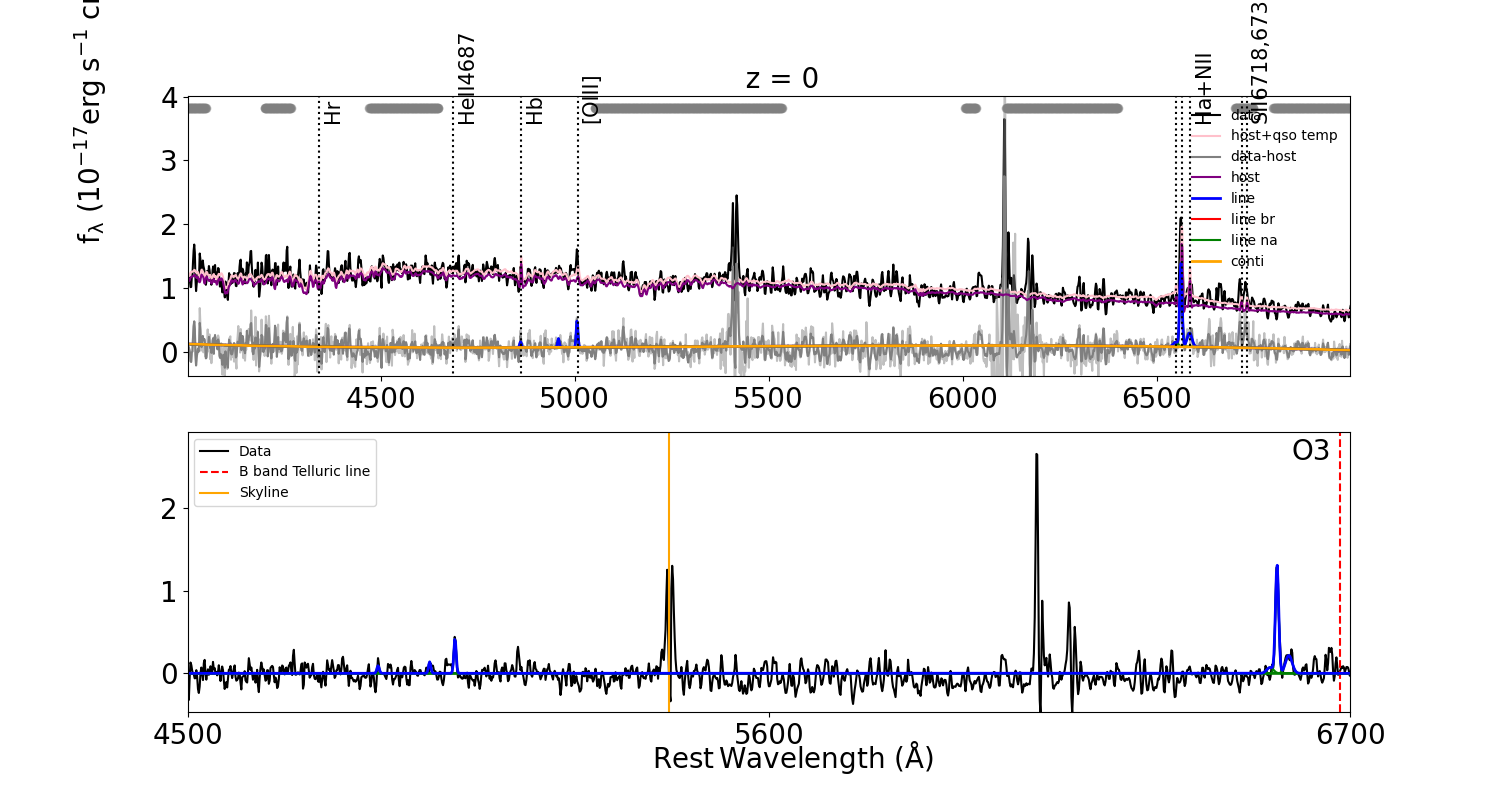 z = 0
f_λ (10^−17 erg s^−1
4
3
2
1
0
Hr
HeII4687
Hb
[OIII]
Ha+NII
SII6718,673
data
host+qso temp
data-host
host
line
line br
line na
conti
4500
5000
5500
6000
6500
O3
Data
B band Telluric line
Skyline
2
1
0
4500
5600
6700
Rest Wavelength (Å)